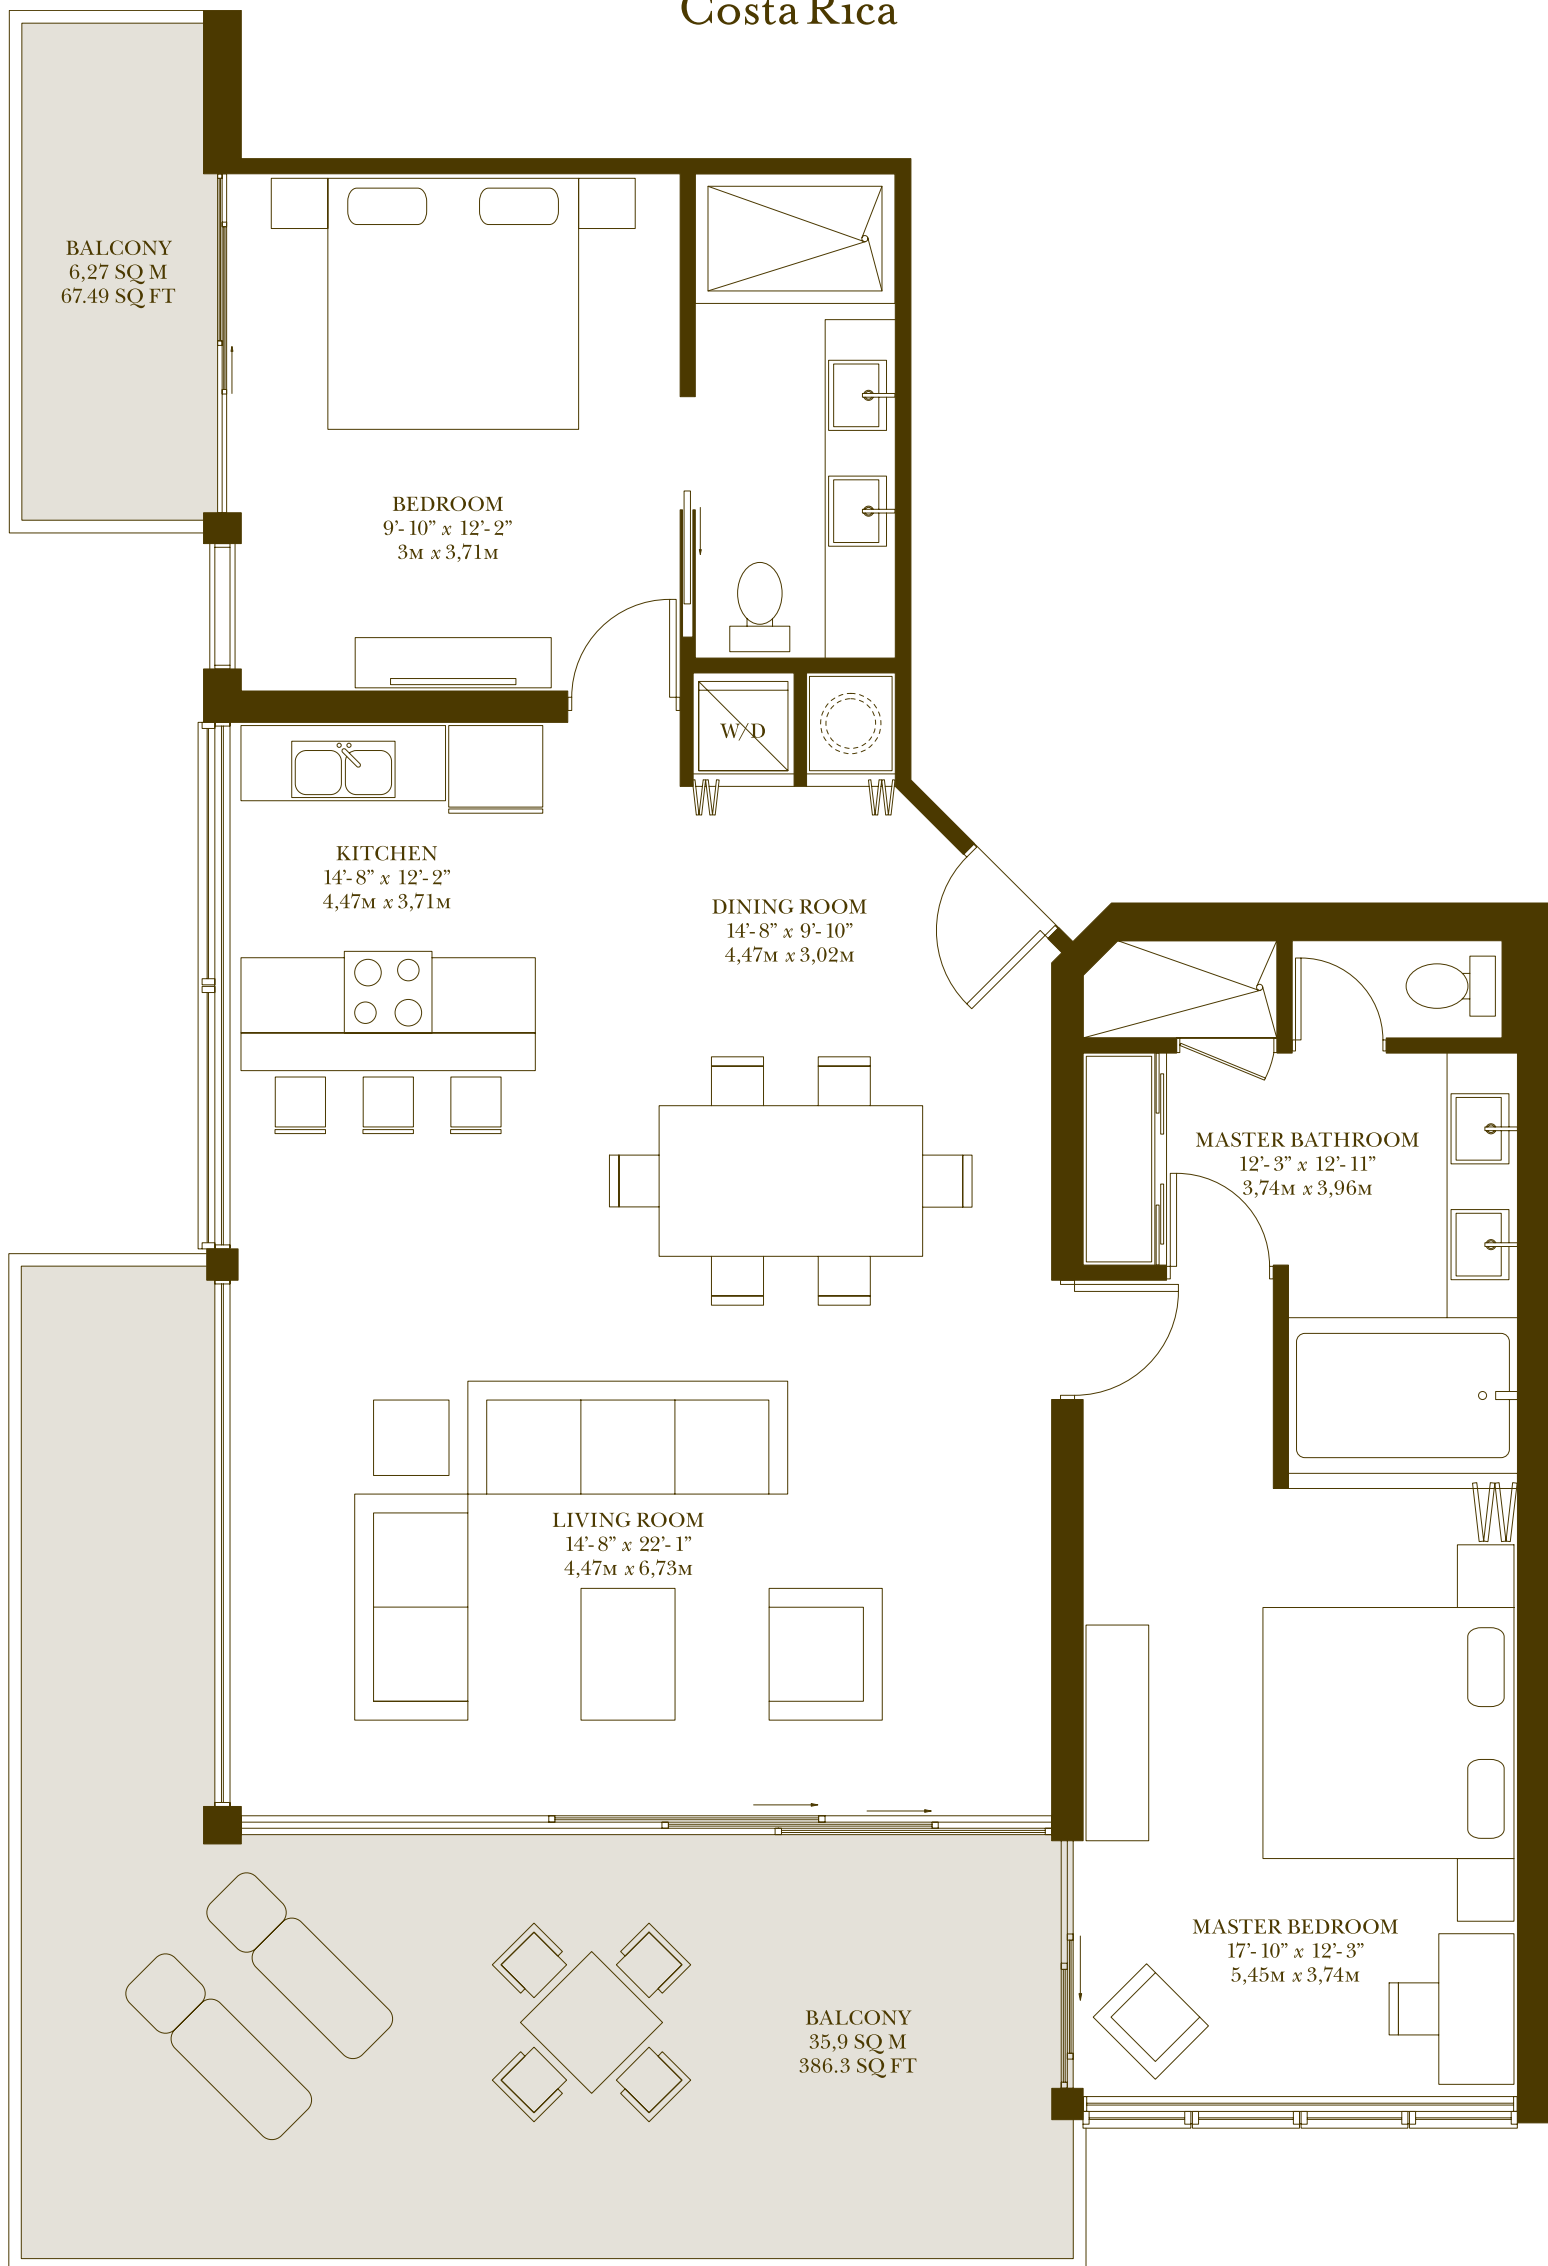 Costa Rica
BALCONY
6,27 SQ M
67.49 SQ FT
BEDROOM
9'-10" x 12'-2"
3M x 3,71M
W/D
KITCHEN
14'-8" x 12'-2"
4,47M x 3,71M
DINING ROOM
14'-8" x 9'-10"
4,47M x 3,02M
MASTER BATHROOM
12'-3" x 12'-11"
3,74M x 3,96M
LIVING ROOM
14'-8" x 22'-1"
4,47M x 6,73M
MASTER BEDROOM
17'-10" x 12'-3"
5,45M x 3,74M
BALCONY
35,9 SQ M
386.3 SQ FT